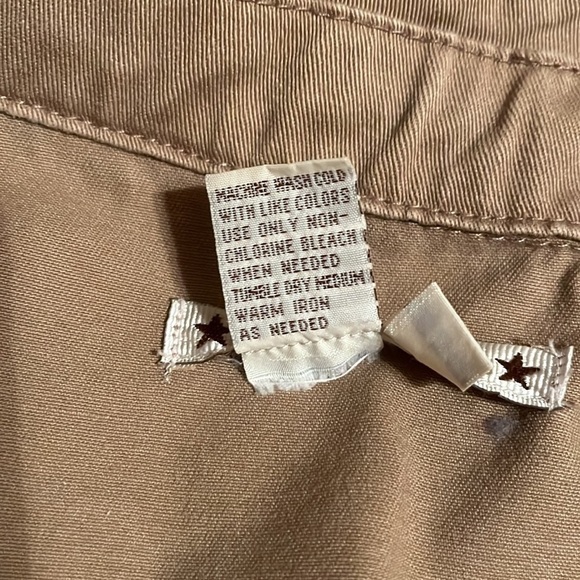 MACHINE WASH COLD
WITH LIKE COLORS
USE ONLY NON-
CHLORINE BLEACH
WHEN NEEDED
TUMBLE DRY MEDIUM
WARM IRON
AS NEEDED